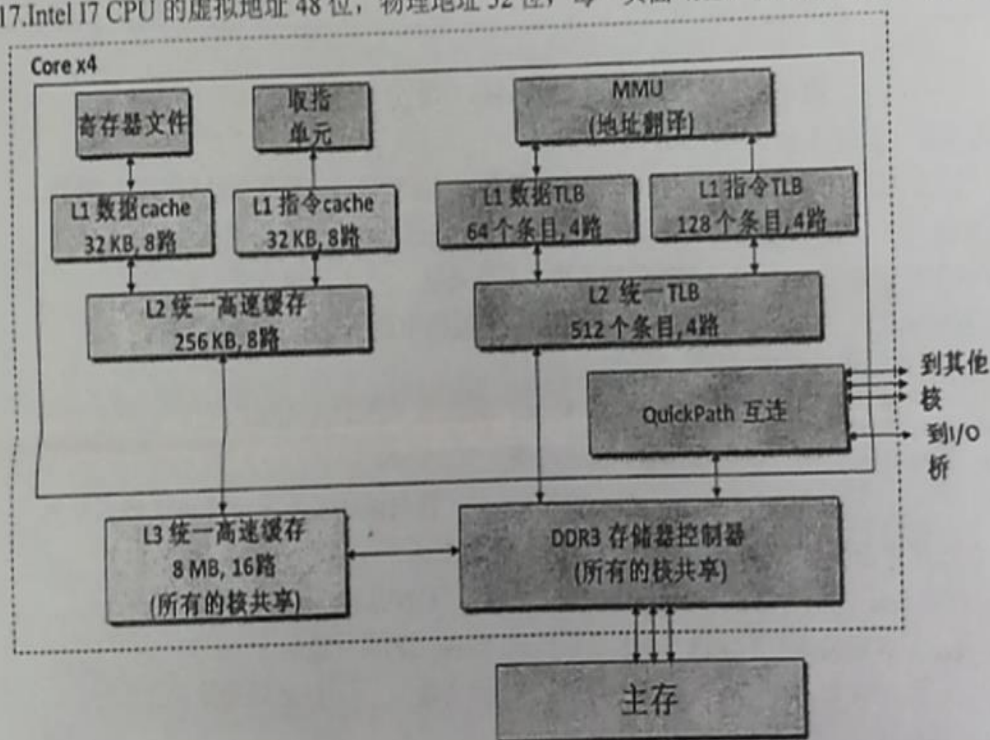 17.Intel I7 CPU 的虚拟地址 48 位，物理地址 52 位，每一页面
Core x4
寄存器文件
取指
单元
MMU
(地址翻译)
L1 数据cache
32 KB, 8路
L1 指令cache
32 KB, 8路
L1 数据TLB
64 个条目, 4路
L1 指令TLB
128 个条目, 4路
L2 统一高速缓存
256 KB, 8路
L2 统一TLB
512 个条目, 4路
QuickPath 互连
到其他
核
到I/O
桥
L3 统一高速缓存
8 MB, 16路
(所有的核共享)
DDR3 存储器控制器
(所有的核共享)
主存